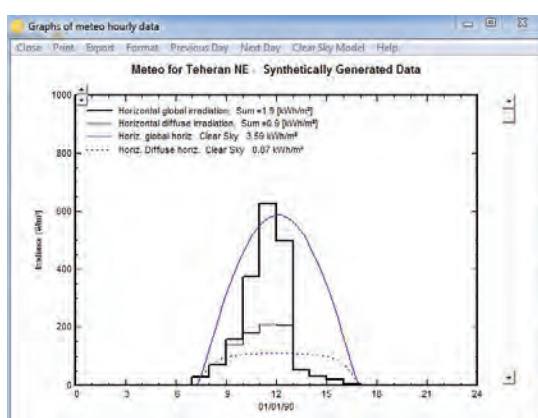 Graphs of meteo hourly data
Close Print Export Format Previous Day Next Day Clear Sky Model Help
Meteo for Teheran NE - Synthetically Generated Data
1000
Horizontal global irradiation, Sum =1.9 [kWh/m²]
Horizontal diffuse irradiation, Sum =0.9 [kWh/m²]
Horiz. global horiz. Clear Sky 3.59 kWh/m²
Horiz. Diffuse horiz. Clear Sky 0.87 kWh/m²
800
600
400
200
0
0 3 6 9 12 15 18 21 24
01/01/90